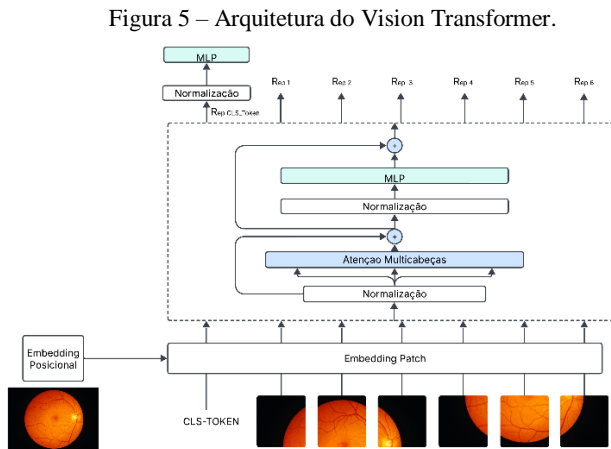 Figura 5 – Arquitetura do Vision Transformer.
MLP
Normalização
Rep CLS_Token
Rep 1
Rep 2
Rep 3
Rep 4
Rep 5
Rep 6
MLP
Normalização
Atençao Multicabeças
Normalização
Embedding
Posicional
Embedding Patch
CLS-TOKEN